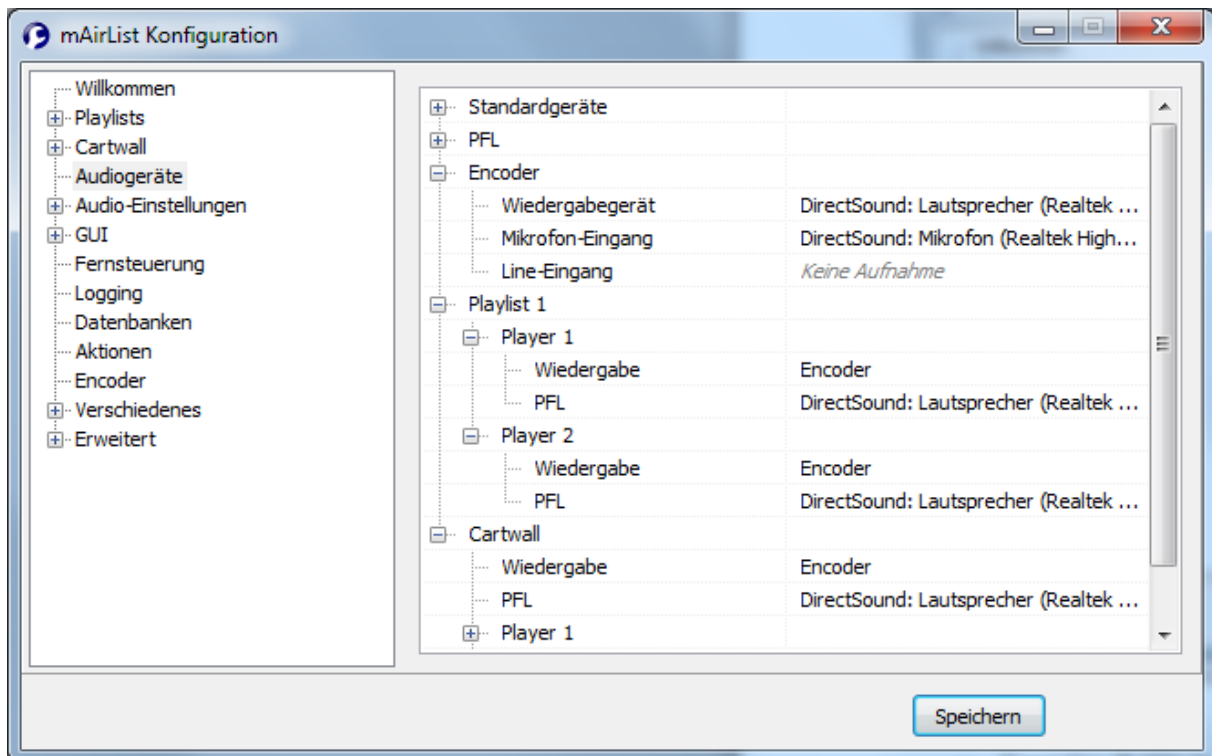 mAirList Konfiguration
Willkommen
Playlists
Cartwall
Audiogeräte
Audio-Einstellungen
GUI
Fernsteuerung
Logging
Datenbanken
Aktionen
Encoder
Verschiedenes
Erweitert
Standardgeräte
PFL
Encoder
Wiedergabegerät DirectSound: Lautsprecher (Realtek ...
Mikrofon-Eingang DirectSound: Mikrofon (Realtek High...
Line-Eingang Keine Aufnahme
Playlist 1
Player 1
Wiedergabe Encoder
PFL DirectSound: Lautsprecher (Realtek ...
Player 2
Wiedergabe Encoder
PFL DirectSound: Lautsprecher (Realtek ...
Cartwall
Wiedergabe Encoder
PFL DirectSound: Lautsprecher (Realtek ...
Player 1
Speichern